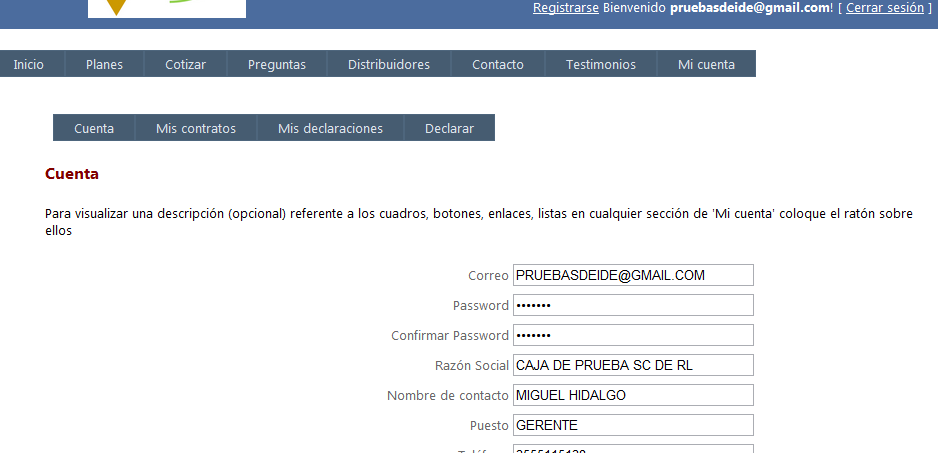 Registrarse Bienvenido pruebasdeide@gmail.com! [ Cerrar sesión ]
Inicio Planes Cotizar Preguntas Distribuidores Contacto Testimonios Mi cuenta
Cuenta Mis contratos Mis declaraciones Declarar
Cuenta
Para visualizar una descripción (opcional) referente a los cuadros, botones, enlaces, listas en cualquier sección de 'Mi cuenta' coloque el ratón sobre
ellos
Correo PRUEBASDEIDE@GMAIL.COM
Password •••••••
Confirmar Password •••••••
Razón Social CAJA DE PRUEBA SC DE RL
Nombre de contacto MIGUEL HIDALGO
Puesto GERENTE